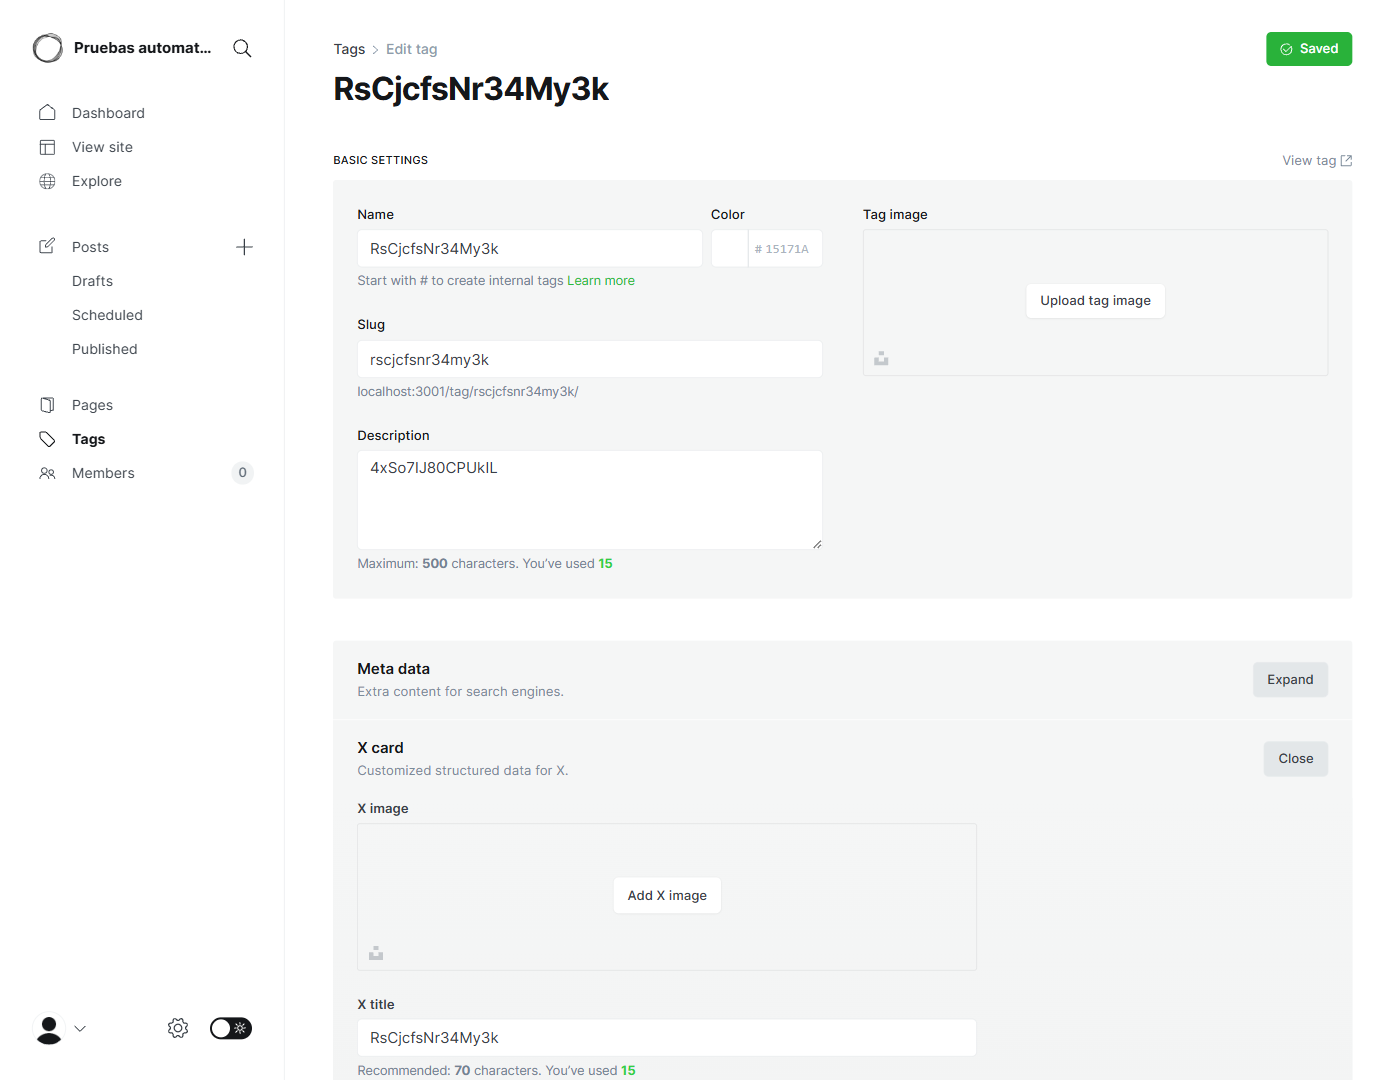 Pruebas automat...
Dashboard
View site
Explore
Posts
Drafts
Scheduled
Published
Pages
Tags
Members
0
Tags > Edit tag
Saved
RsCjcfsNr34My3k
BASIC SETTINGS
View tag
Name
RsCjcfsNr34My3k
Start with # to create internal tags Learn more
Color
# 15171A
Slug
rscjcfsnr34my3k
localhost:3001/tag/rscjcfsnr34my3k/
Description
4xSo7IJ80CPUkIL
Maximum: 500 characters. You’ve used 15
Tag image
Upload tag image
Meta data
Extra content for search engines.
Expand
X card
Customized structured data for X.
Close
X image
Add X image
X title
RsCjcfsNr34My3k
Recommended: 70 characters. You’ve used 15